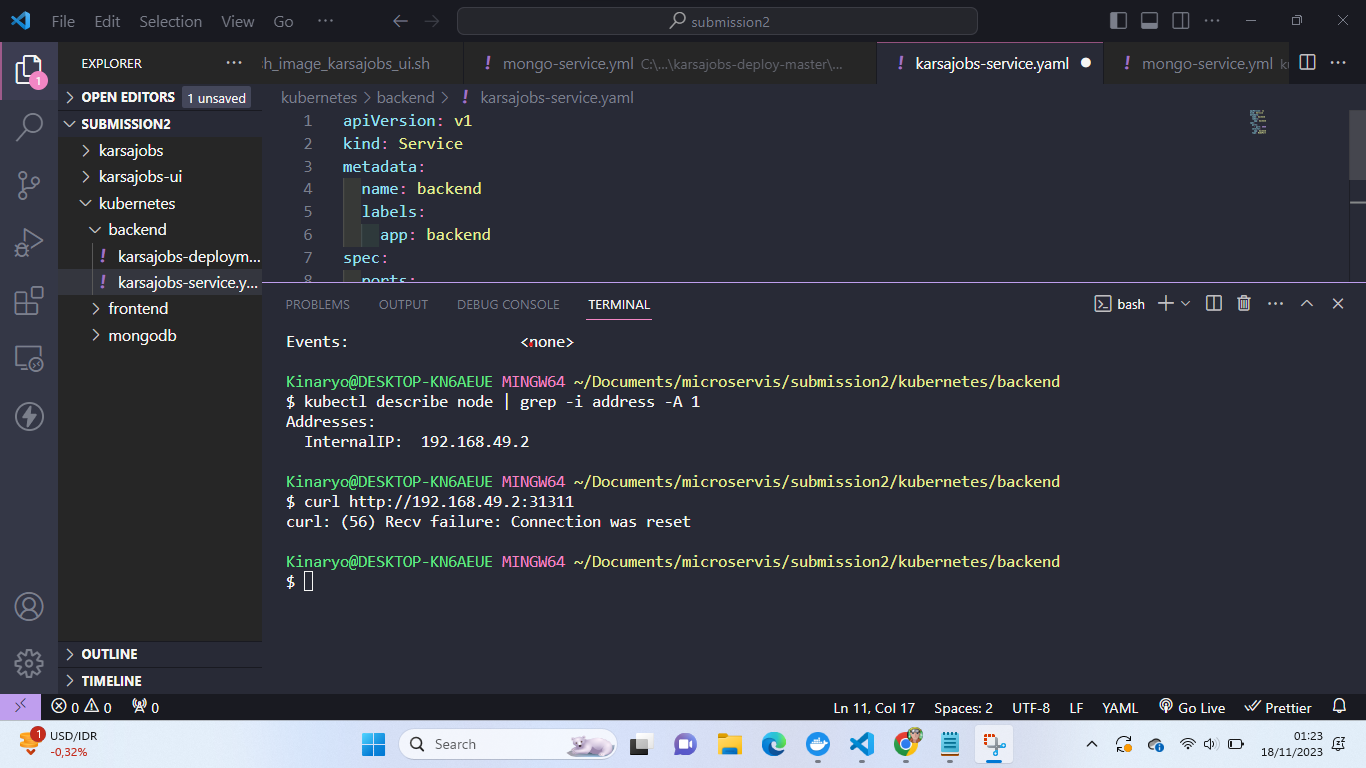 File Edit Selection View Go ··· submission2
EXPLORER ···
sh_image_karsajobs_ui.sh
! mongo-service.yml C:\...\karsajobs-deploy-master\...
! karsajobs-service.yaml
! mongo-service.yml
1
OPEN EDITORS 1 unsaved
SUBMISSION2
karsajobs
karsajobs-ui
kubernetes
backend
! karsajobs-deploym...
! karsajobs-service.y...
frontend
mongodb
OUTLINE
TIMELINE
kubernetes > backend > ! karsajobs-service.yaml
1 apiVersion: v1
2 kind: Service
3 metadata:
4 name: backend
5 labels:
6 app: backend
7 spec:
8 ports:
PROBLEMS OUTPUT DEBUG CONSOLE TERMINAL bash
Events: <none>
Kinaryo@DESKTOP-KN6AEUE MINGW64 ~/Documents/microservis/submission2/kubernetes/backend
$ kubectl describe node | grep -i address -A 1
Addresses:
InternalIP: 192.168.49.2
Kinaryo@DESKTOP-KN6AEUE MINGW64 ~/Documents/microservis/submission2/kubernetes/backend
$ curl http://192.168.49.2:31311
curl: (56) Recv failure: Connection was reset
Kinaryo@DESKTOP-KN6AEUE MINGW64 ~/Documents/microservis/submission2/kubernetes/backend
$
0 0 0 Ln 11, Col 17 Spaces: 2 UTF-8 LF YAML Go Live Prettier
1 USD/IDR
-0,32%
Search
01:23
18/11/2023